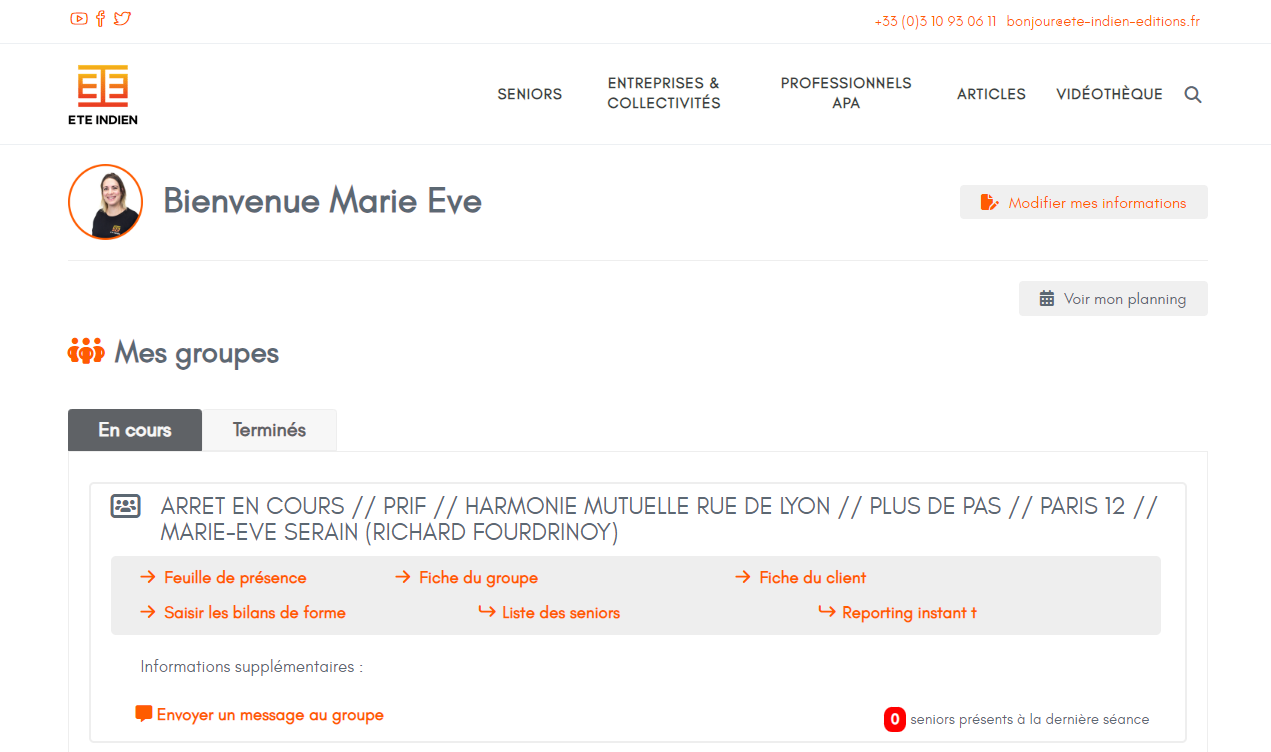 +33 (0)3 10 93 06 11 bonjour@ete-indien-editions.fr
ETE INDIEN
SENIORS
ENTREPRISES &
COLLECTIVITÉS
PROFESSIONNELS
APA
ARTICLES
VIDÉOTHÈQUE
Bienvenue Marie Eve
Modifier mes informations
Voir mon planning
Mes groupes
En cours
Terminés
ARRET EN COURS // PRIF // HARMONIE MUTUELLE RUE DE LYON // PLUS DE PAS // PARIS 12 //
MARIE-EVE SERAIN (RICHARD FOURDRINOY)
Feuille de présence
Fiche du groupe
Fiche du client
Saisir les bilans de forme
Liste des seniors
Reporting instant t
Informations supplémentaires :
Envoyer un message au groupe
0 seniors présents à la dernière séance